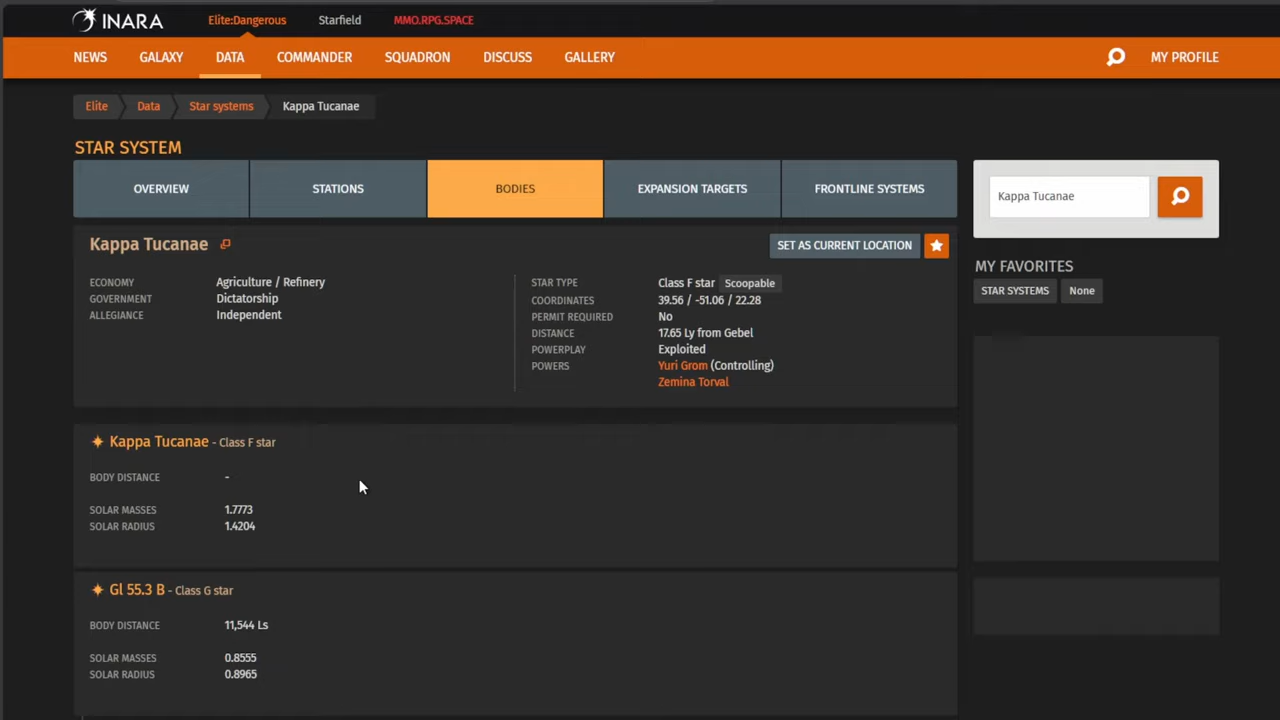 INARA Elite:Dangerous Starfield MMO.RPG.SPACE
NEWS GALAXY DATA COMMANDER SQUADRON DISCUSS GALLERY MY PROFILE
Elite Data Star systems Kappa Tucanae
STAR SYSTEM
OVERVIEW STATIONS BODIES EXPANSION TARGETS FRONTLINE SYSTEMS
Kappa Tucanae
Kappa Tucanae SET AS CURRENT LOCATION
MY FAVORITES
STAR SYSTEMS None
ECONOMY Agriculture / Refinery
GOVERNMENT Dictatorship
ALLEGIANCE Independent
STAR TYPE Class F star Scoopable
COORDINATES 39.56 / -51.06 / 22.28
PERMIT REQUIRED No
DISTANCE 17.65 Ly from Gebel
POWERPLAY Exploited
POWERS Yuri Grom (Controlling)
Zemina Torval
Kappa Tucanae - Class F star
BODY DISTANCE -
SOLAR MASSES 1.7773
SOLAR RADIUS 1.4204
Gl 55.3 B - Class G star
BODY DISTANCE 11,544 Ls
SOLAR MASSES 0.8555
SOLAR RADIUS 0.8965